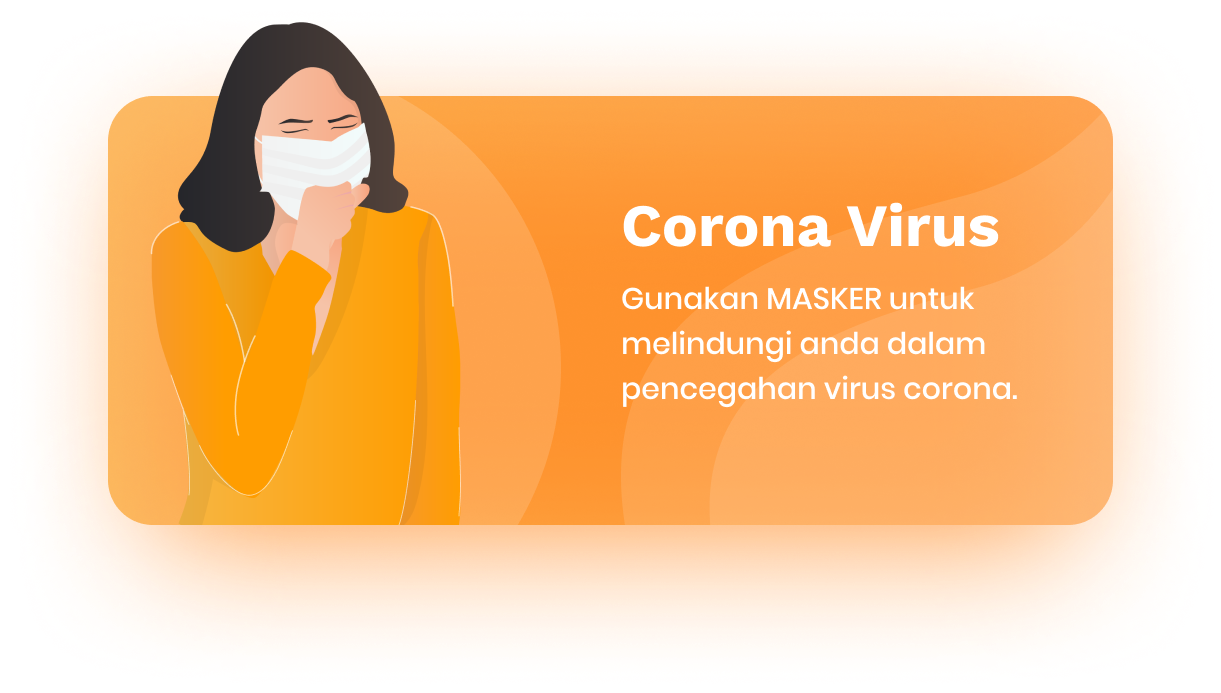 Corona Virus
Gunakan MASKER untuk
melindungi anda dalam
pencegahan virus corona.